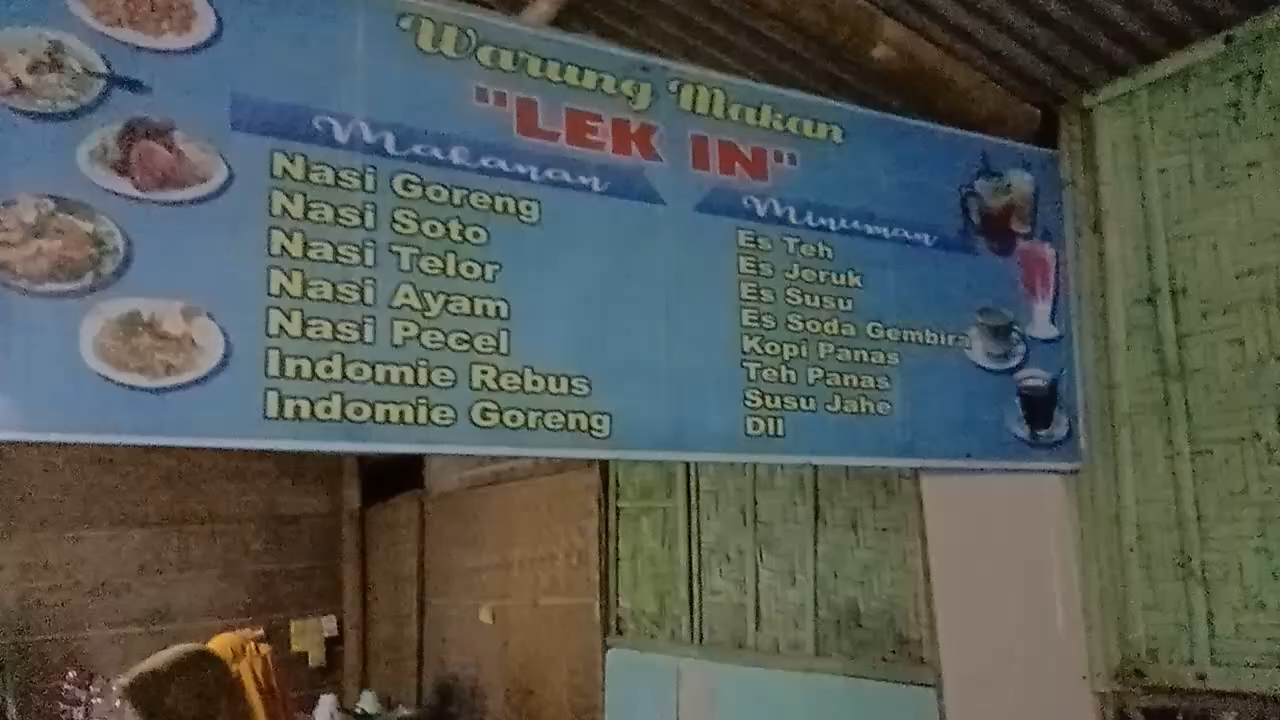 Warung Makan
"LEK IN"
Makanan
Nasi Goreng
Nasi Soto
Nasi Telor
Nasi Ayam
Nasi Pecel
Indomie Rebus
Indomie Goreng
Minuman
Es Teh
Es Jeruk
Es Susu
Es Soda Gembira
Kopi Panas
Teh Panas
Susu Jahe
Dll